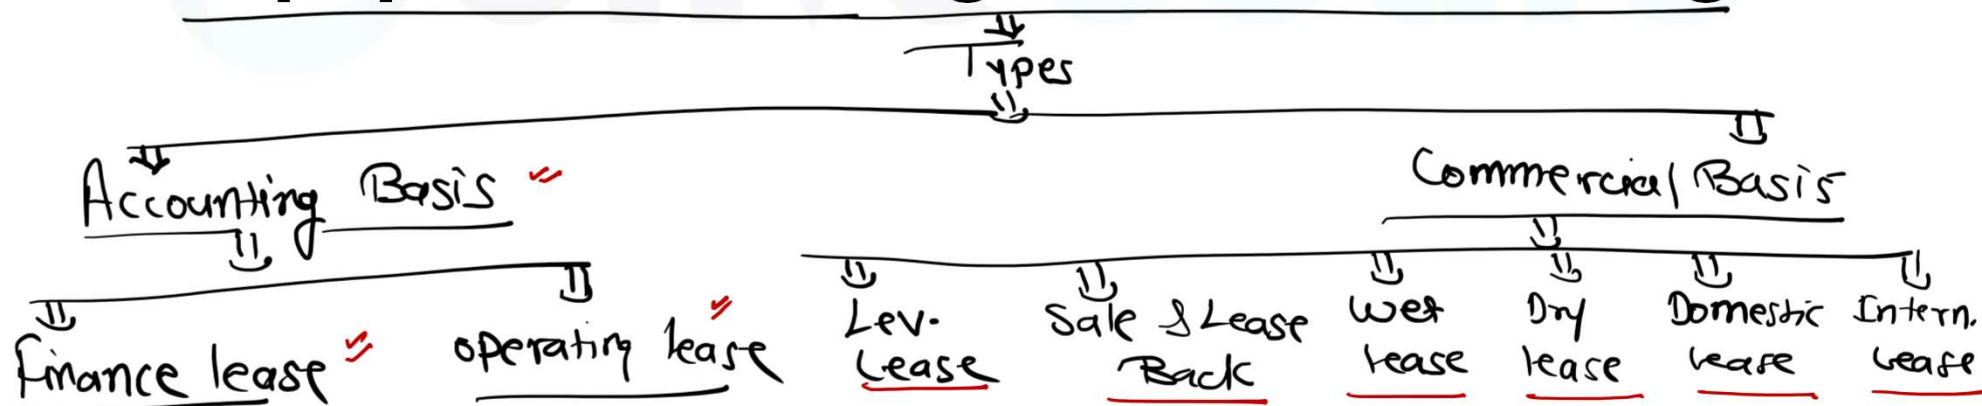 Types
Accounting Basis
Commercial Basis
Finance lease
operating lease
Lev. Lease
Sale & Lease Back
Wet lease
Dry lease
Domestic lease
Intern. Lease